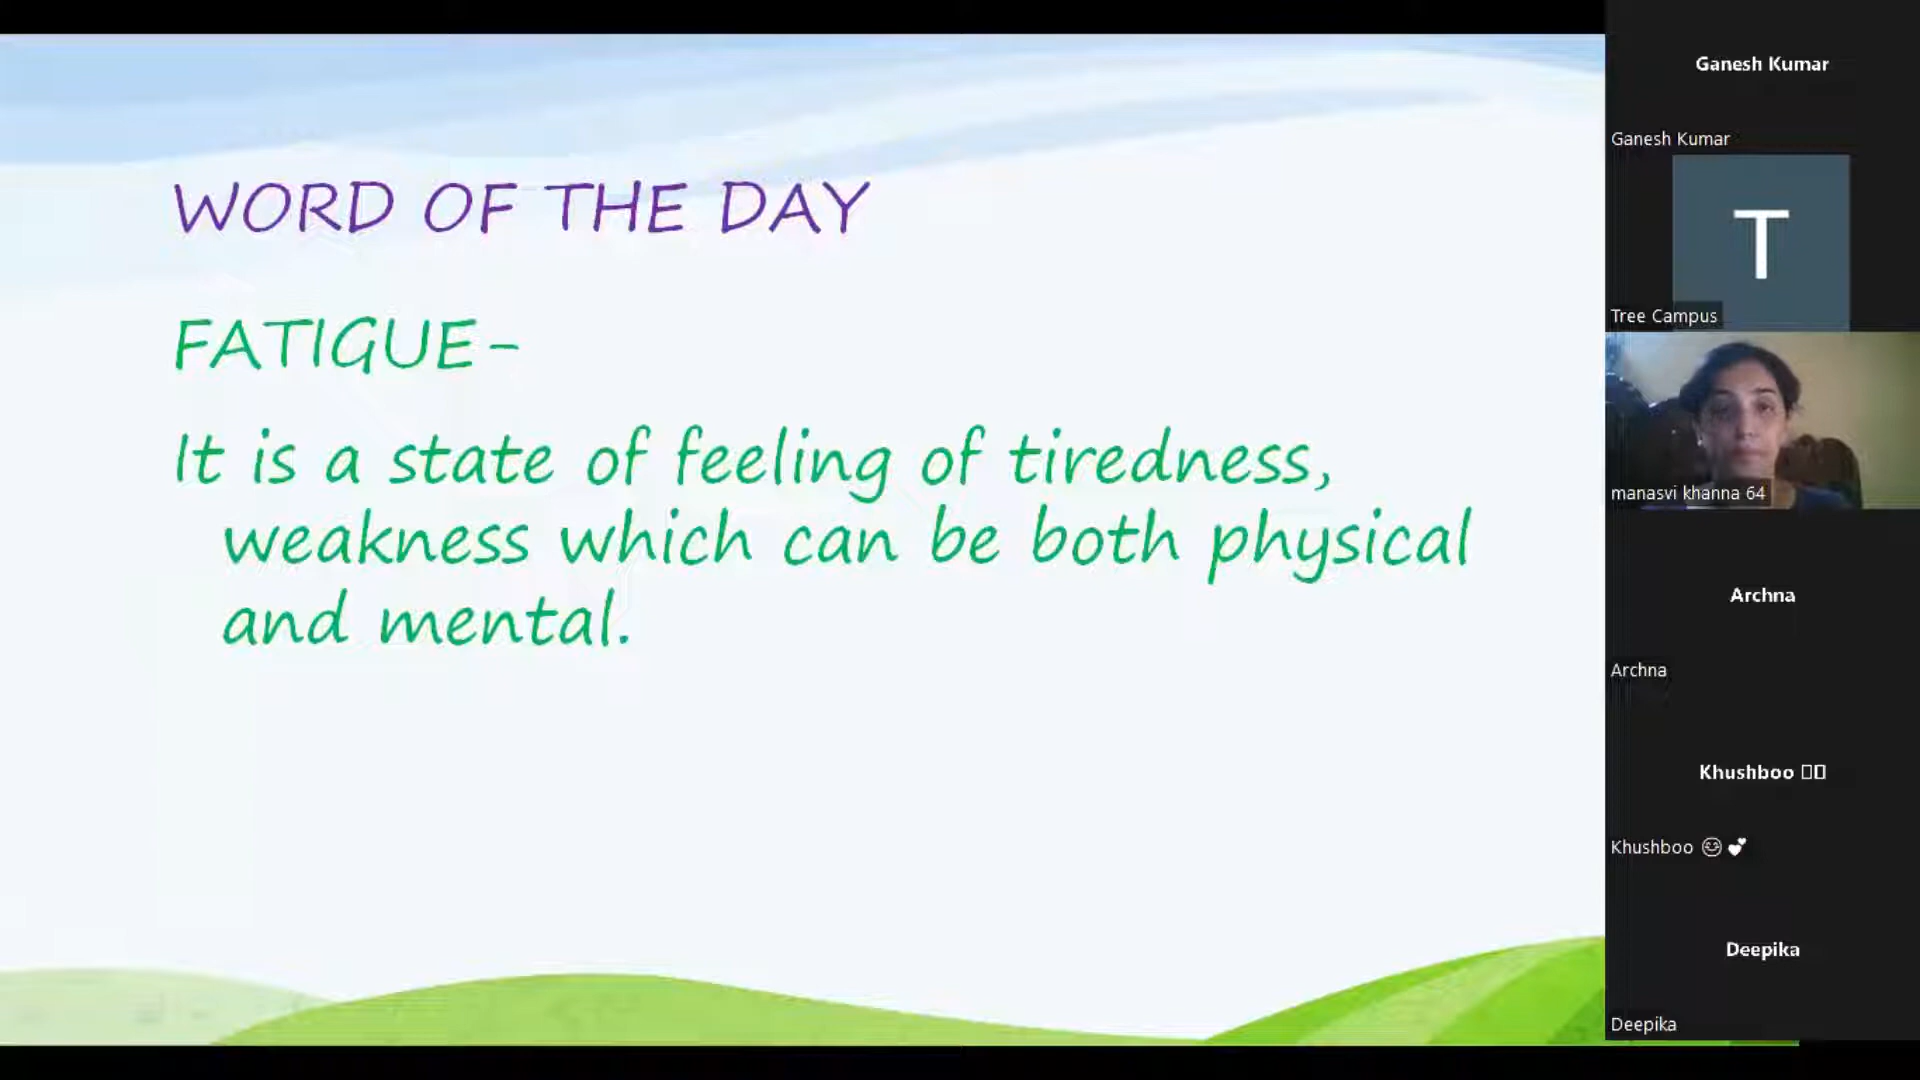 WORD OF THE DAY
FATIGUE-
It is a state of feeling of tiredness,
weakness which can be both physical
and mental.
Ganesh Kumar
Ganesh Kumar
T
Tree Campus
manasvi khanna 64
Archna
Archna
Khushboo
Khushboo 😊 💕
Deepika
Deepika